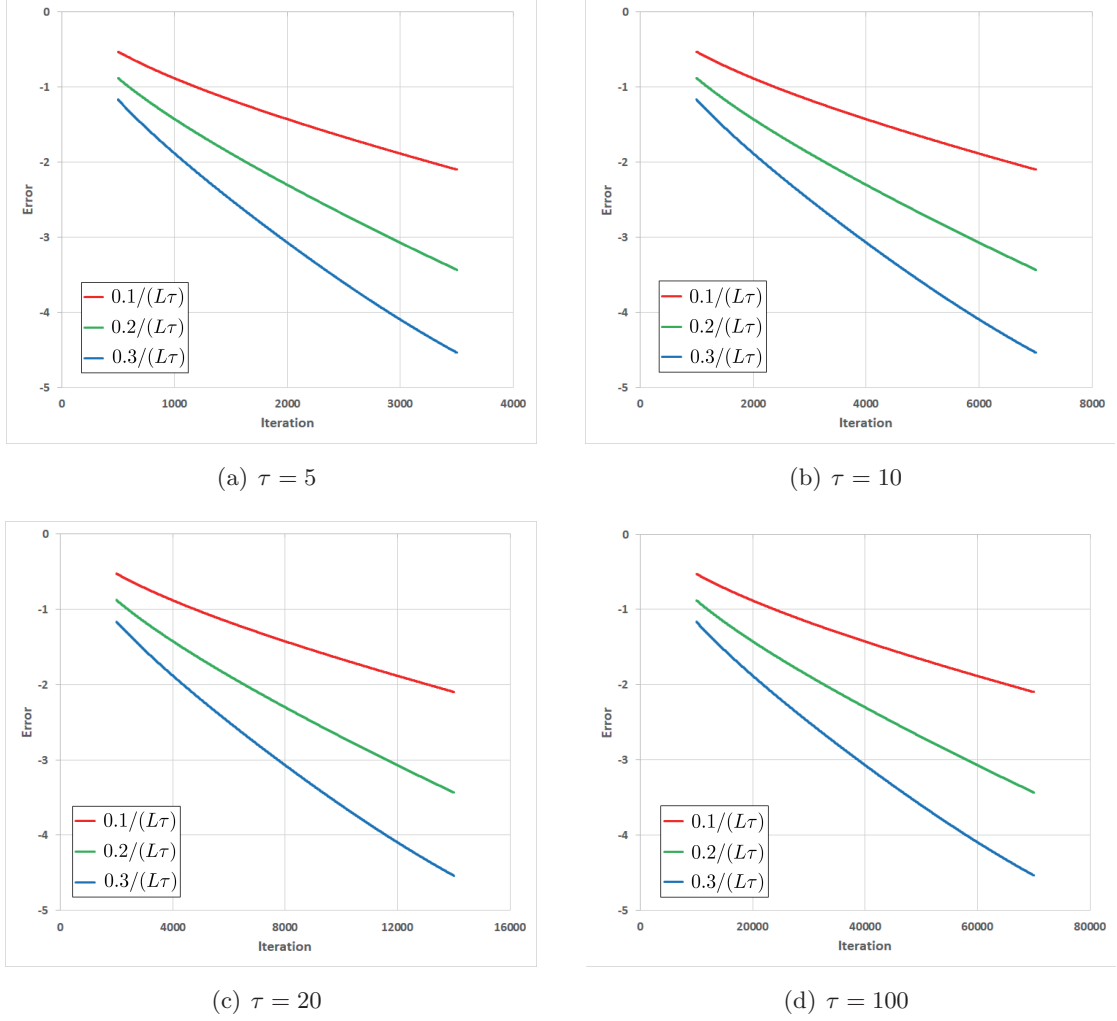 0
-1
-2
-3
-4
-5
Error
0.1/(Lτ)
0.2/(Lτ)
0.3/(Lτ)
0 1000 2000 3000 4000
Iteration
(a) τ = 5
0
-1
-2
-3
-4
-5
Error
0.1/(Lτ)
0.2/(Lτ)
0.3/(Lτ)
0 2000 4000 6000 8000
Iteration
(b) τ = 10
0
-1
-2
-3
-4
-5
Error
0.1/(Lτ)
0.2/(Lτ)
0.3/(Lτ)
0 4000 8000 12000 16000
Iteration
(c) τ = 20
0
-1
-2
-3
-4
-5
Error
0.1/(Lτ)
0.2/(Lτ)
0.3/(Lτ)
0 20000 40000 60000 80000
Iteration
(d) τ = 100